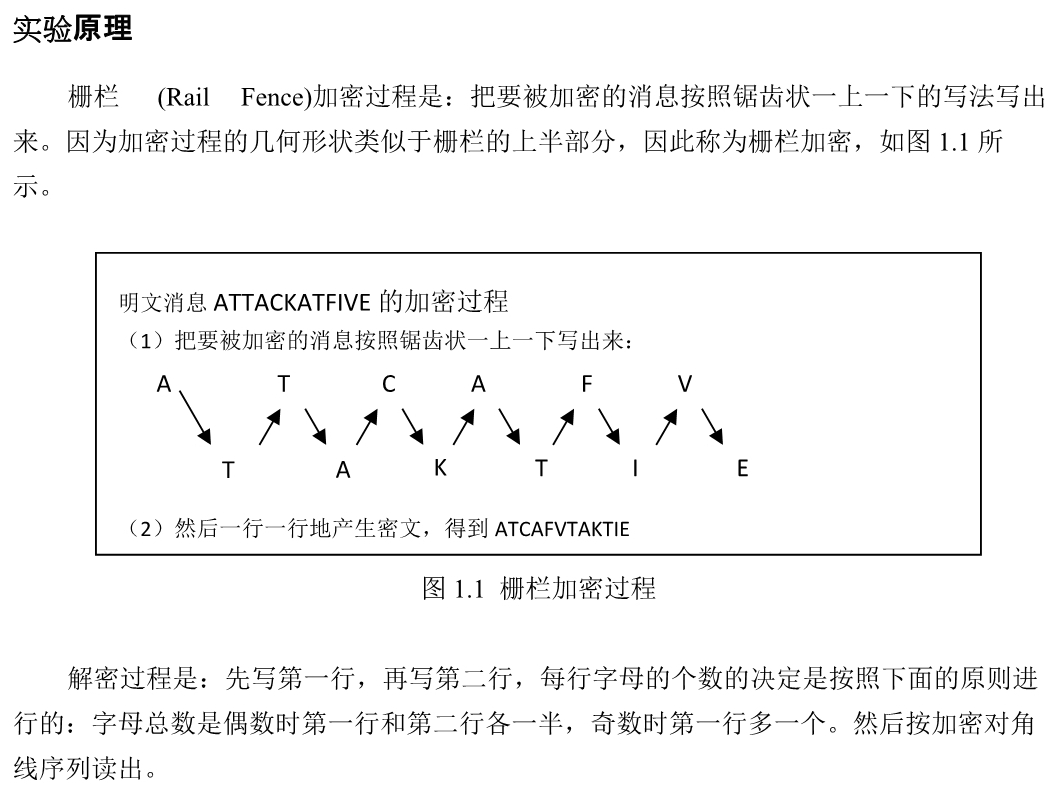 实验原理
栅栏 (Rail Fence)加密过程是：把要被加密的消息按照锯齿状一上一下的写法写出
来。因为加密过程的几何形状类似于栅栏的上半部分，因此称为栅栏加密，如图 1.1 所
示。
明文消息 ATTACKATFIVE 的加密过程
（1）把要被加密的消息按照锯齿状一上一下写出来：
A T C A F V
T A K T I E
（2）然后一行一行地产生密文，得到 ATCAFVTAKTIE
图 1.1 栅栏加密过程
解密过程是：先写第一行，再写第二行，每行字母的个数的决定是按照下面的原则进
行的：字母总数是偶数时第一行和第二行各一半，奇数时第一行多一个。然后按加密对角
线序列读出。